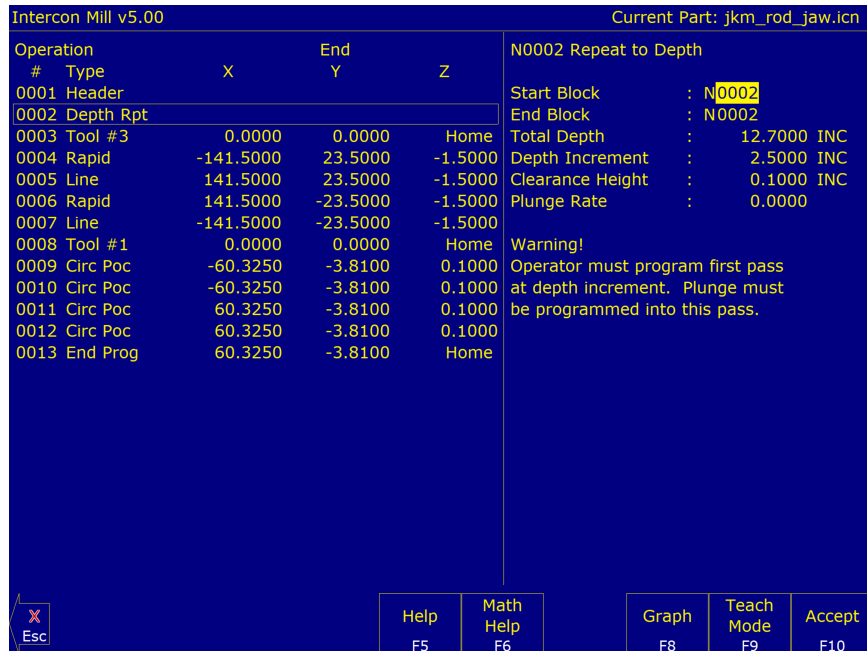 Intercon Mill v5.00 Current Part: jkm_rod_jaw.icn
Operation End
# Type X Y Z
0001 Header
0002 Depth Rpt
0003 Tool #3 0.0000 0.0000 Home
0004 Rapid -141.5000 23.5000 -1.5000
0005 Line 141.5000 23.5000 -1.5000
0006 Rapid 141.5000 -23.5000 -1.5000
0007 Line -141.5000 -23.5000 -1.5000
0008 Tool #1 0.0000 0.0000 Home
0009 Circ Poc -60.3250 -3.8100 0.1000
0010 Circ Poc -60.3250 -3.8100 0.1000
0011 Circ Poc 60.3250 -3.8100 0.1000
0012 Circ Poc 60.3250 -3.8100 0.1000
0013 End Prog 60.3250 -3.8100 Home
N0002 Repeat to Depth
Start Block : N0002
End Block : N0002
Total Depth : 12.7000 INC
Depth Increment : 2.5000 INC
Clearance Height : 0.1000 INC
Plunge Rate : 0.0000
Warning!
Operator must program first pass
at depth increment. Plunge must
be programmed into this pass.
X
Esc
Help
F5
Math
Help
F6
Graph
F8
Teach
Mode
F9
Accept
F10